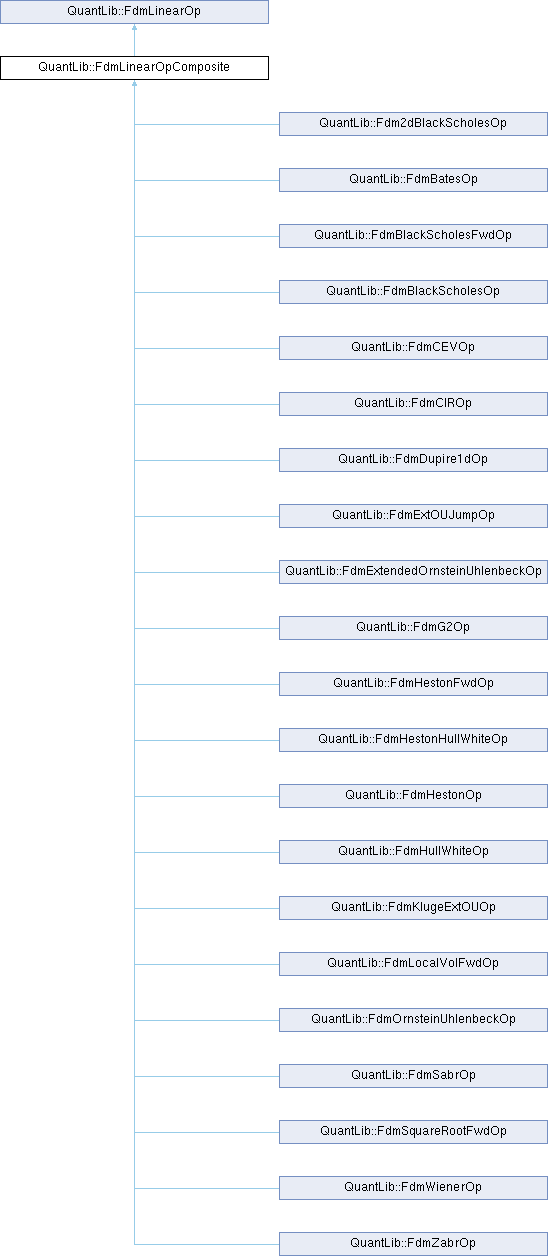 QuantLib::FdmLinearOp
QuantLib::FdmLinearOpComposite
QuantLib::Fdm2dBlackScholesOp
QuantLib::FdmBatesOp
QuantLib::FdmBlackScholesFwdOp
QuantLib::FdmBlackScholesOp
QuantLib::FdmCEVOp
QuantLib::FdmCIROp
QuantLib::FdmDupire1dOp
QuantLib::FdmExtOUJumpOp
QuantLib::FdmExtendedOrnsteinUhlenbeckOp
QuantLib::FdmG2Op
QuantLib::FdmHestonFwdOp
QuantLib::FdmHestonHullWhiteOp
QuantLib::FdmHestonOp
QuantLib::FdmHullWhiteOp
QuantLib::FdmKlugeExtOUOp
QuantLib::FdmLocalVolFwdOp
QuantLib::FdmOrnsteinUhlenbeckOp
QuantLib::FdmSabrOp
QuantLib::FdmSquareRootFwdOp
QuantLib::FdmWienerOp
QuantLib::FdmZabrOp